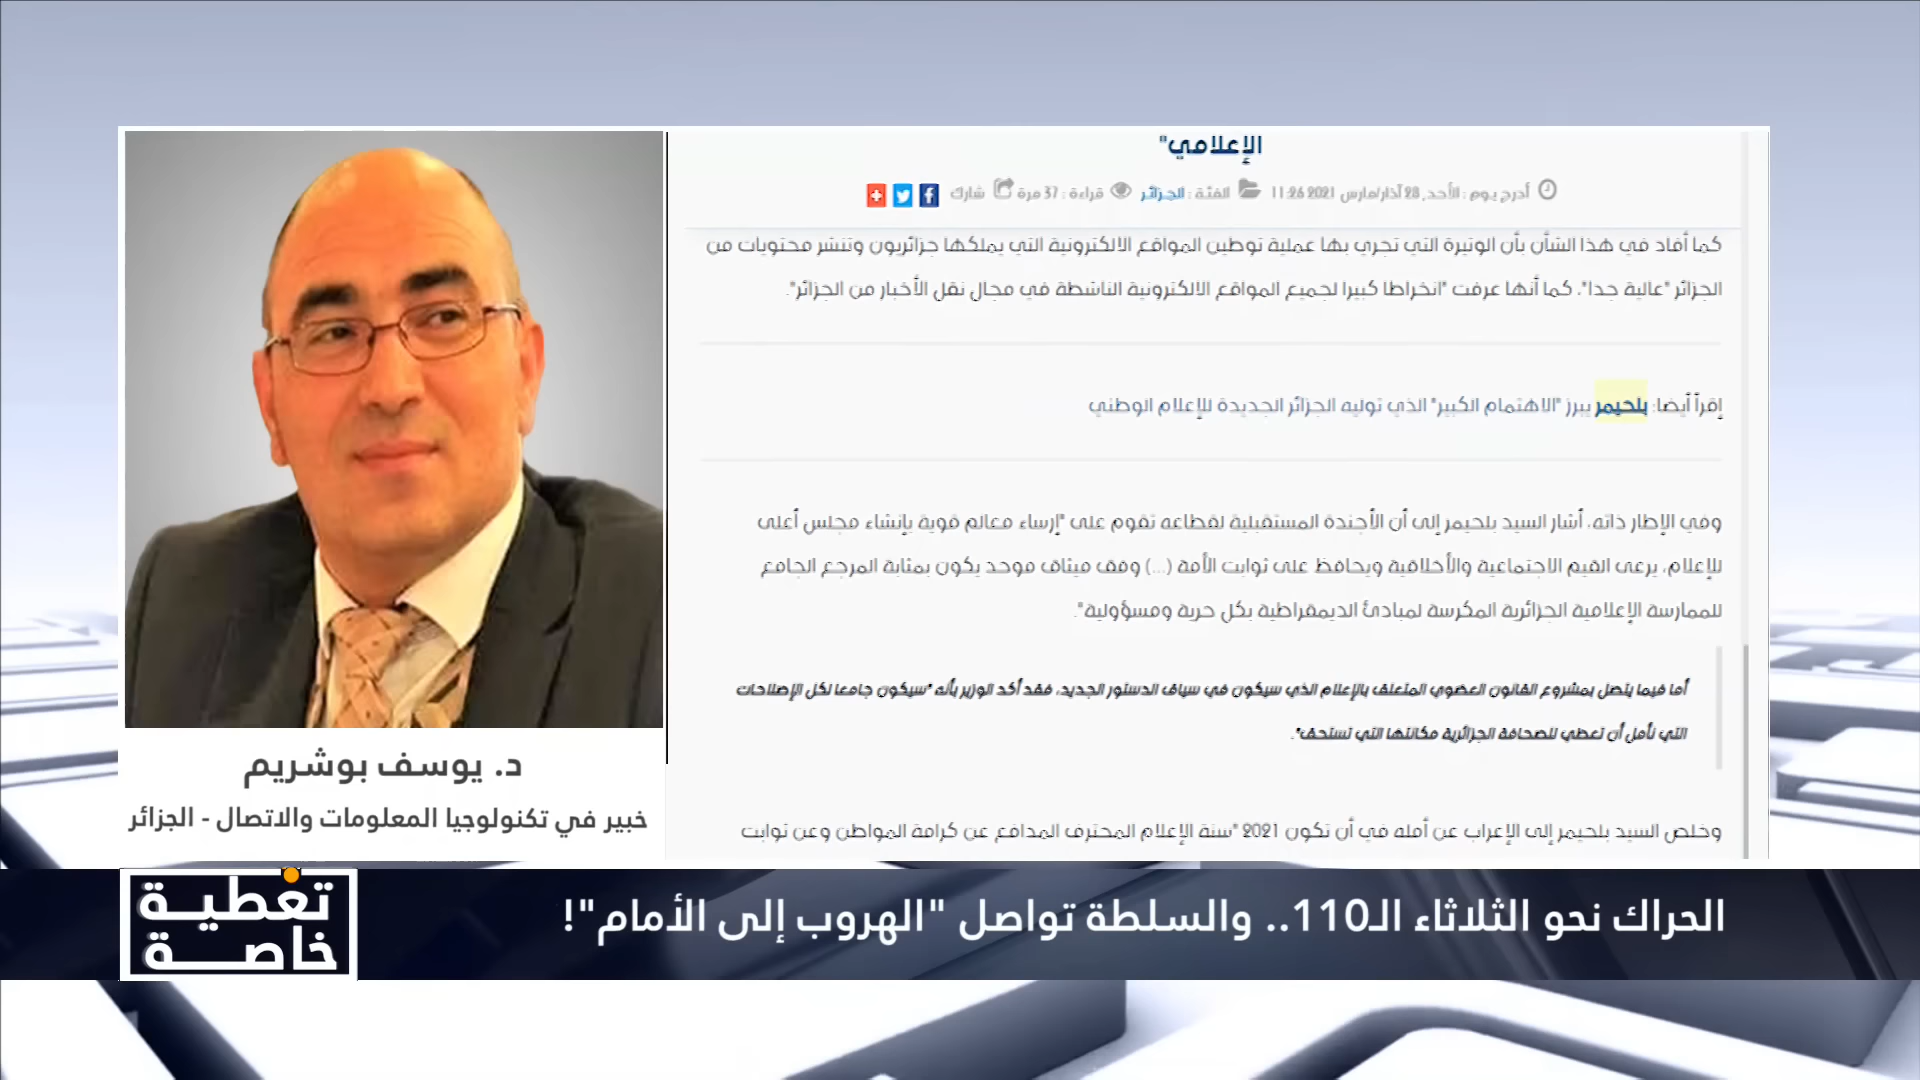 الإعلامي"
أدرج يوم : الأحد, 28 آذار/مارس 2021 11:26 الفئة : الجزائر قراءة : 37 مرة شارك
كما أفاد في هذا الشأن بأن الوتيرة التي تجري بها عملية توطين المواقع الالكترونية التي يملكها جزائريون وتنشر محتويات من
الجزائر "عالية جدا"، كما أنها عرفت "انخراطا كبيرا لجميع المواقع الالكترونية الناشطة في مجال نقل الأخبار من الجزائر".
إقرأ أيضا: بلحيمر يبرز "الاهتمام الكبير" الذي توليه الجزائر الجديدة للإعلام الوطني
وفي الإطار ذاته، أشار السيد بلحيمر إلى أن الأجندة المستقبلية لقطاعه تقوم على "إرساء معالم قوية بإنشاء مجلس أعلى
للإعلام، يرعى القيم الاجتماعية والأخلاقية ويحافظ على ثوابت الأمة (...) وفق ميثاق موحد يكون بمثابة المرجع الجامع
للممارسة الإعلامية الجزائرية المكرسة لمبادئ الديمقراطية بكل حرية ومسؤولية".
أما فيما يتصل بمشروع القانون العضوي المتعلق بالإعلام الذي سيكون في سياق الدستور الجديد، فقد أكد الوزير بأنه "سيكون جامعا لكل الإصلاحات
التي نأمل أن تعطي للصحافة الجزائرية مكانتها التي تستحق".
وخلص السيد بلحيمر إلى الإعراب عن أمله في أن تكون 2021 "سنة الإعلام المحترف المدافع عن كرامة المواطن وعن ثوابت
د. يوسف بوشريم
خبير في تكنولوجيا المعلومات والاتصال - الجزائر
الحراك نحو الثلاثاء الـ110.. والسلطة تواصل "الهروب إلى الأمام"!
تغطية
خاصة